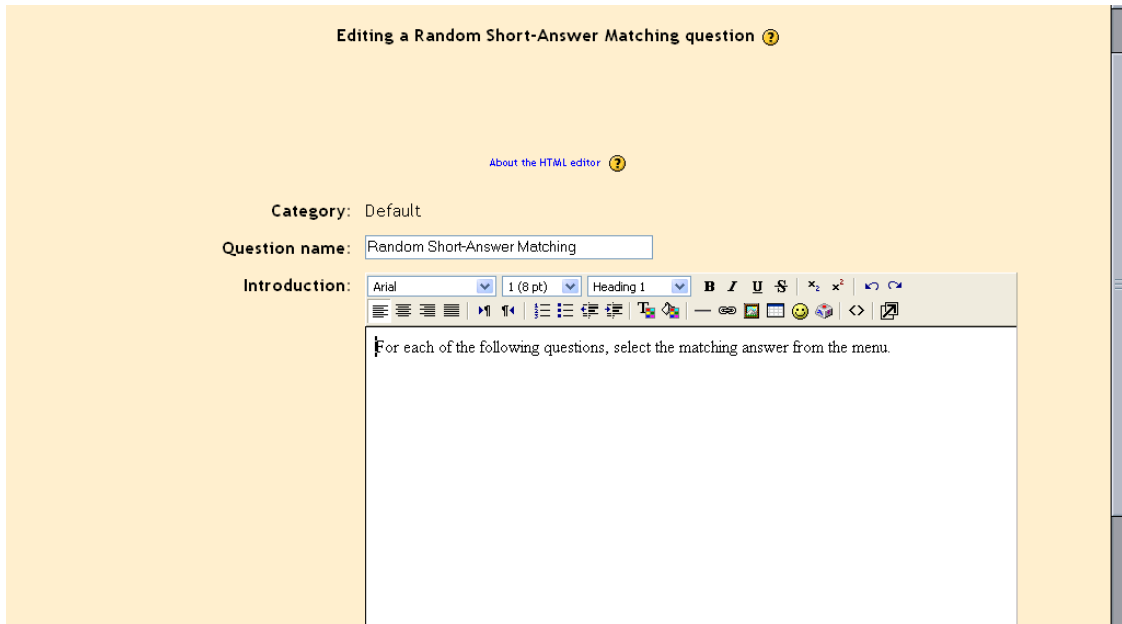 Editing a Random Short-Answer Matching question ?
About the HTML editor ?
Category: Default
Question name: Random Short-Answer Matching
Introduction: Arial 1 (8 pt) Heading 1 B I U S x₂ x²
For each of the following questions, select the matching answer from the menu.